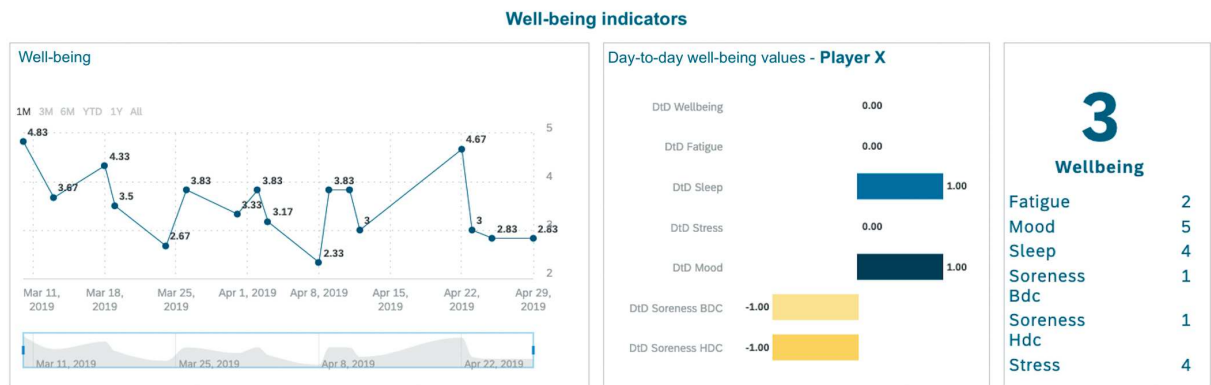 Well-being indicators
Well-being
1M 3M 6M YTD 1Y All
4.83
3.67
4.33
3.5
2.67
3.83
3.33
3.83
3.17
2.33
3.83
3
4.67
3
2.83
2.83
5
4
3
2
Mar 11, 2019
Mar 18, 2019
Mar 25, 2019
Apr 1, 2019
Apr 8, 2019
Apr 15, 2019
Apr 22, 2019
Apr 29, 2019
Mar 11, 2019
Mar 25, 2019
Apr 8, 2019
Apr 22, 2019
Day-to-day well-being values - Player X
DtD Wellbeing 0.00
DtD Fatigue 0.00
DtD Sleep 1.00
DtD Stress 0.00
DtD Mood 1.00
DtD Soreness BDC -1.00
DtD Soreness HDC -1.00
3
Wellbeing
Fatigue 2
Mood 5
Sleep 4
Soreness 1
Bdc
Soreness 1
Hdc
Stress 4